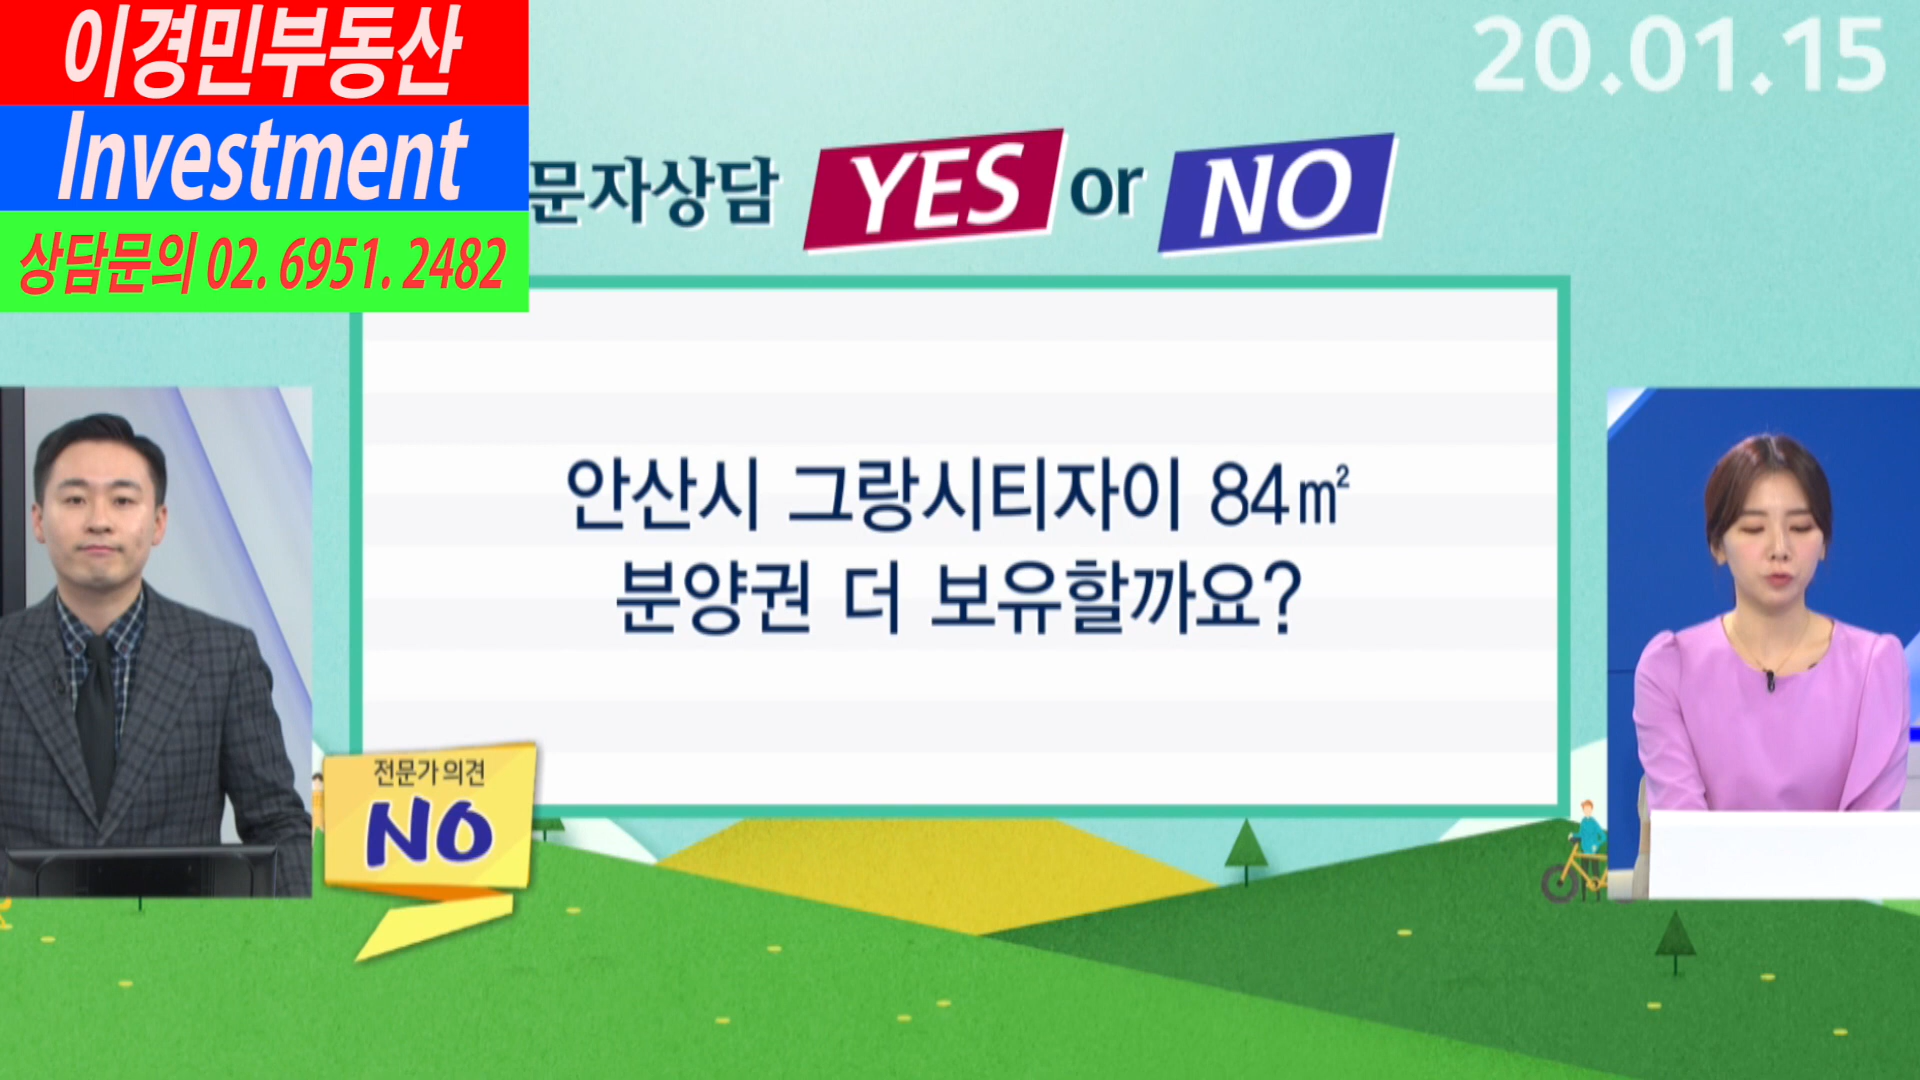 이경민부동산
Investment
상담문의 02. 6951. 2482
20.01.15
문자상담 YES or NO
안산시 그랑시티자이 84㎡
분양권 더 보유할까요?
전문가 의견
NO